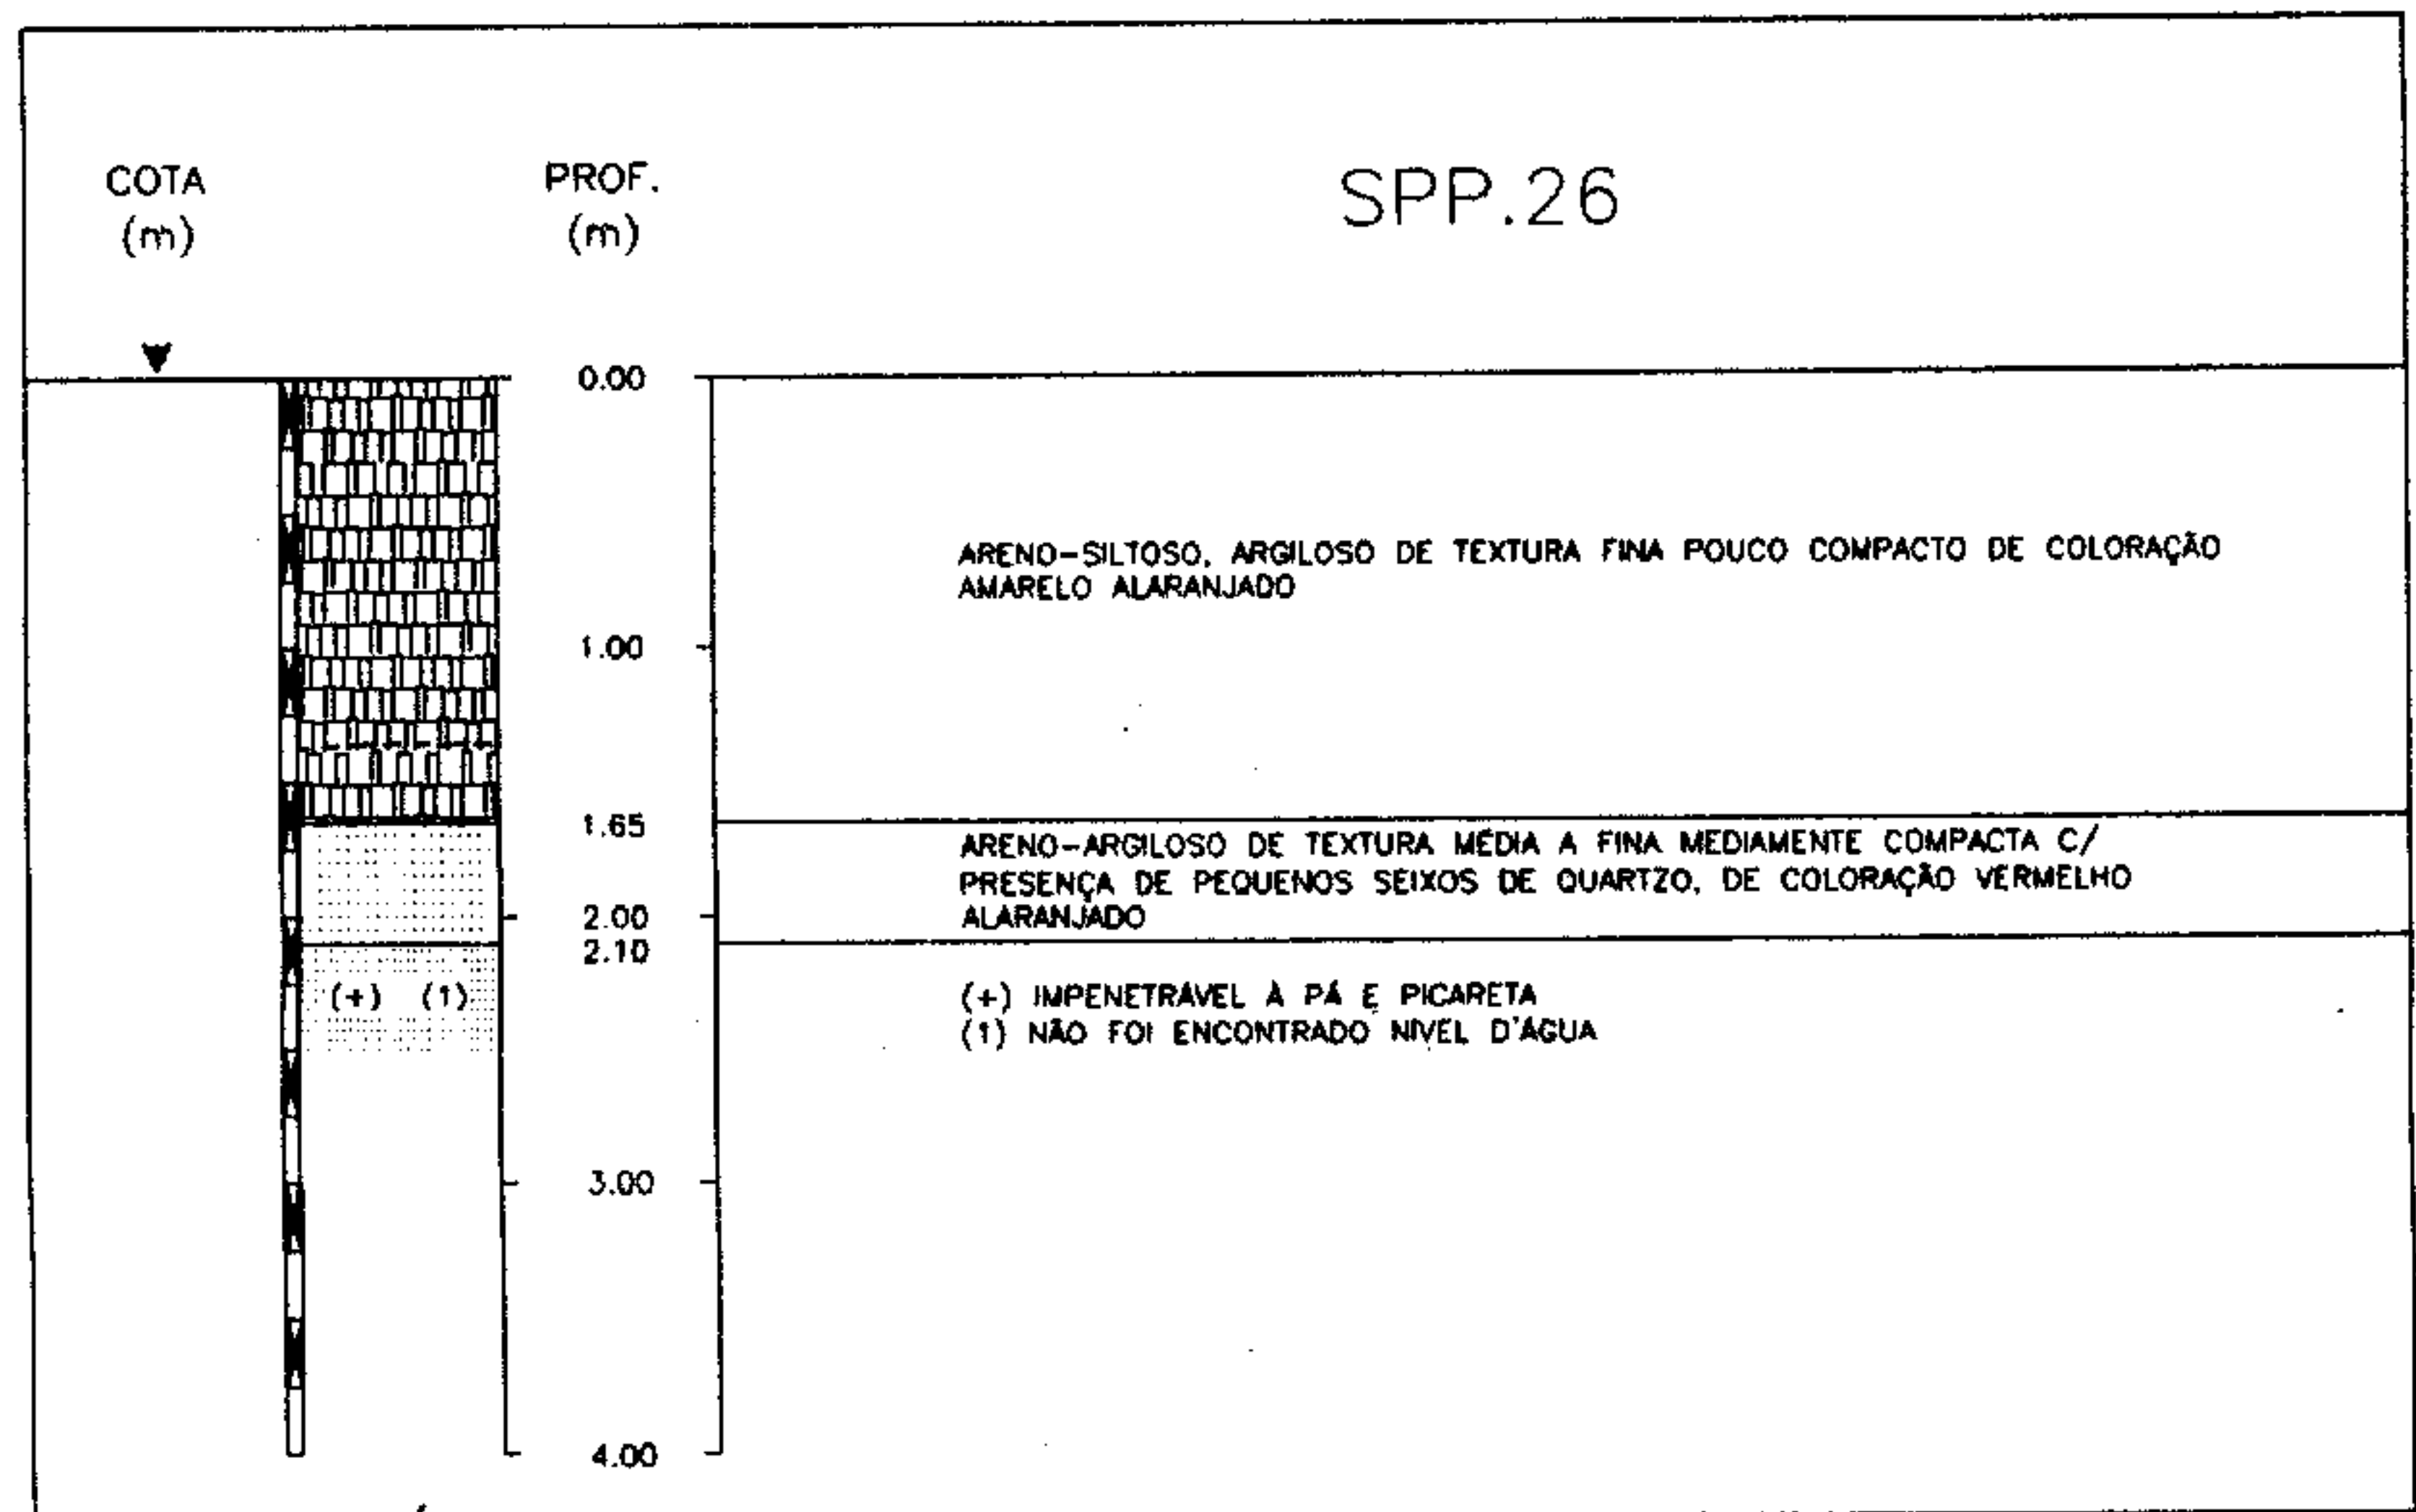 COTA
(m)
PROF.
(m)
SPP.26
0.00
ARENO-SILTOSO, ARGILOSO DE TEXTURA FINA POUCO COMPACTO DE COLORAÇÃO
AMARELO ALARANJADO
1.00
1.65
ARENO-ARGILOSO DE TEXTURA MÉDIA A FINA MEDIAMENTE COMPACTA C/
PRESENÇA DE PEQUENOS SEIXOS DE QUARTZO, DE COLORAÇÃO VERMELHO
ALARANJADO
2.00
2.10
(+) (1)
(+) IMPENETRÁVEL À PÁ E PICARETA
(1) NÃO FOI ENCONTRADO NÍVEL D'ÁGUA
3.00
4.00